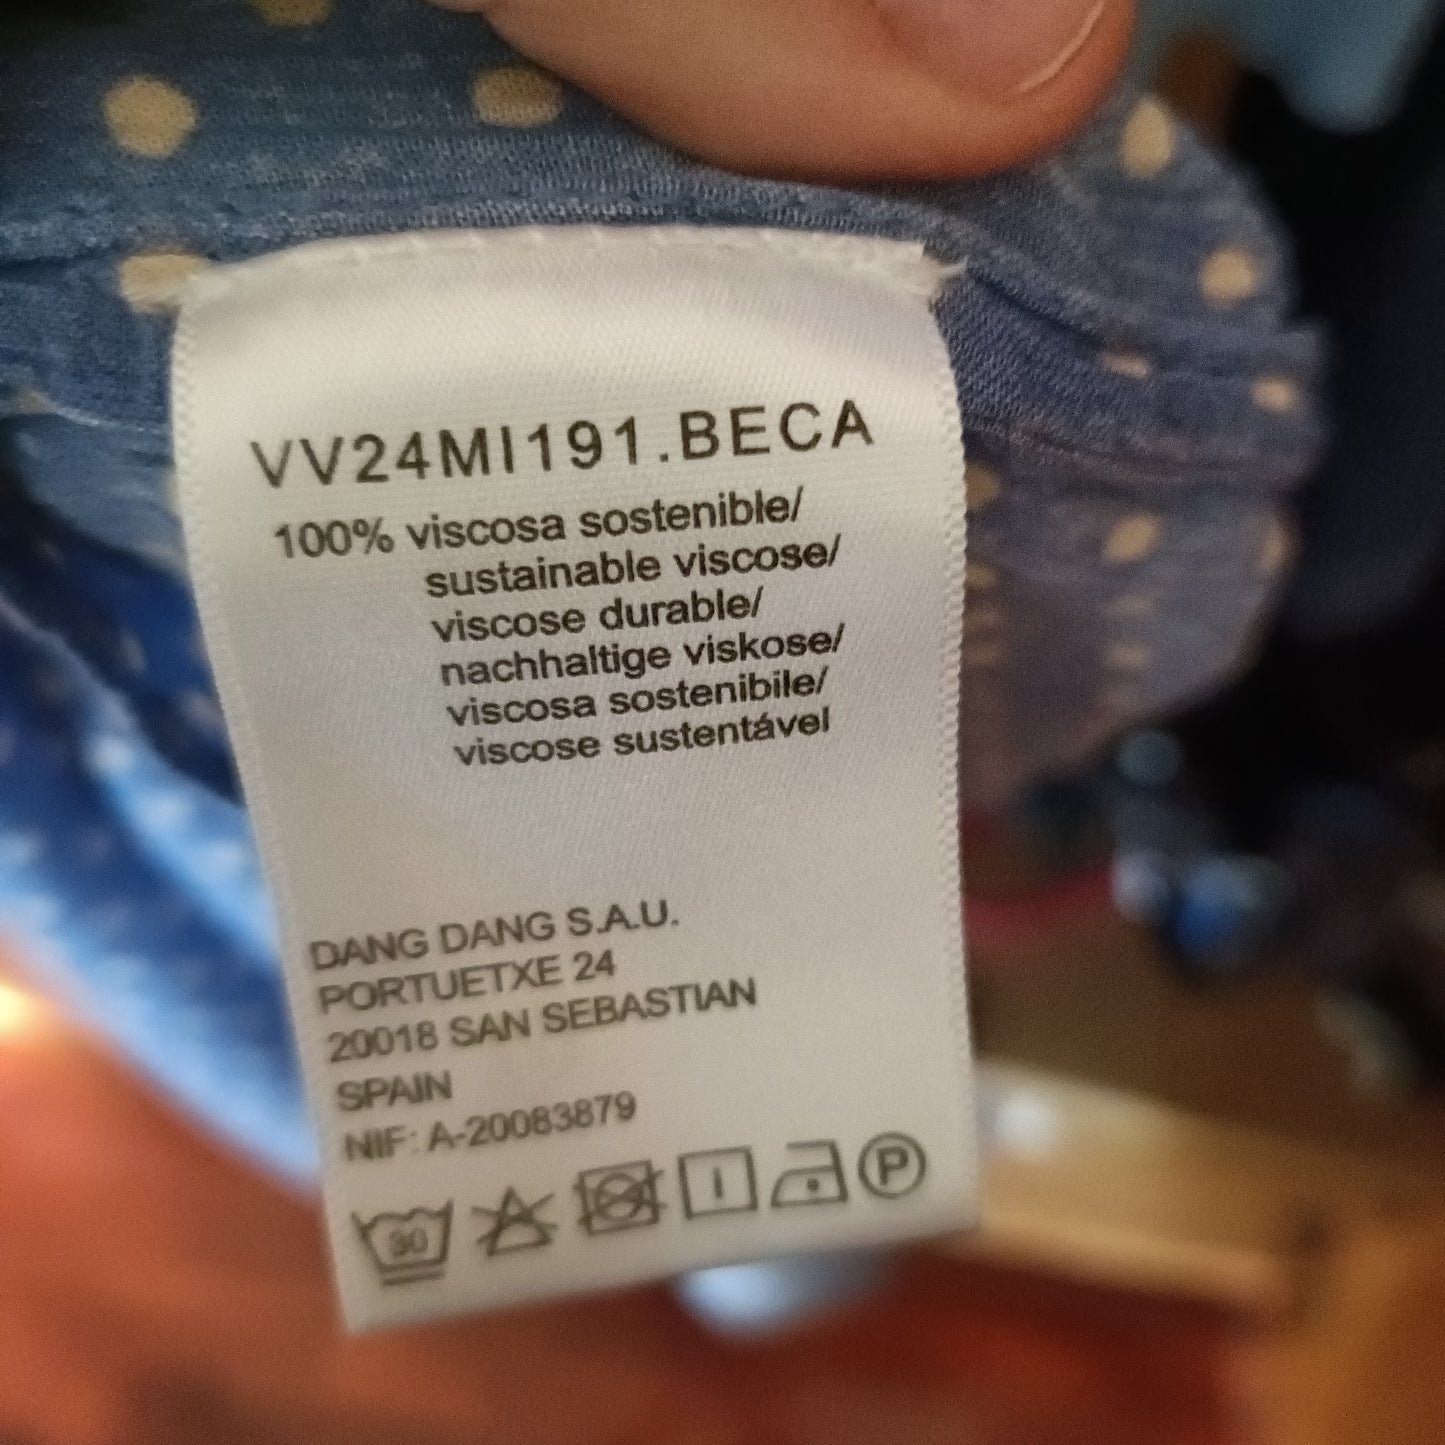 VV24MI191.BECA
100% viscosa sostenible/
sustainable viscose/
viscose durable/
nachhaltige viskose/
viscosa sostenibile/
viscose sustentável
DANG DANG S.A.U.
PORTUETXE 24
20018 SAN SEBASTIAN
SPAIN
NIF: A-20083879
30 P